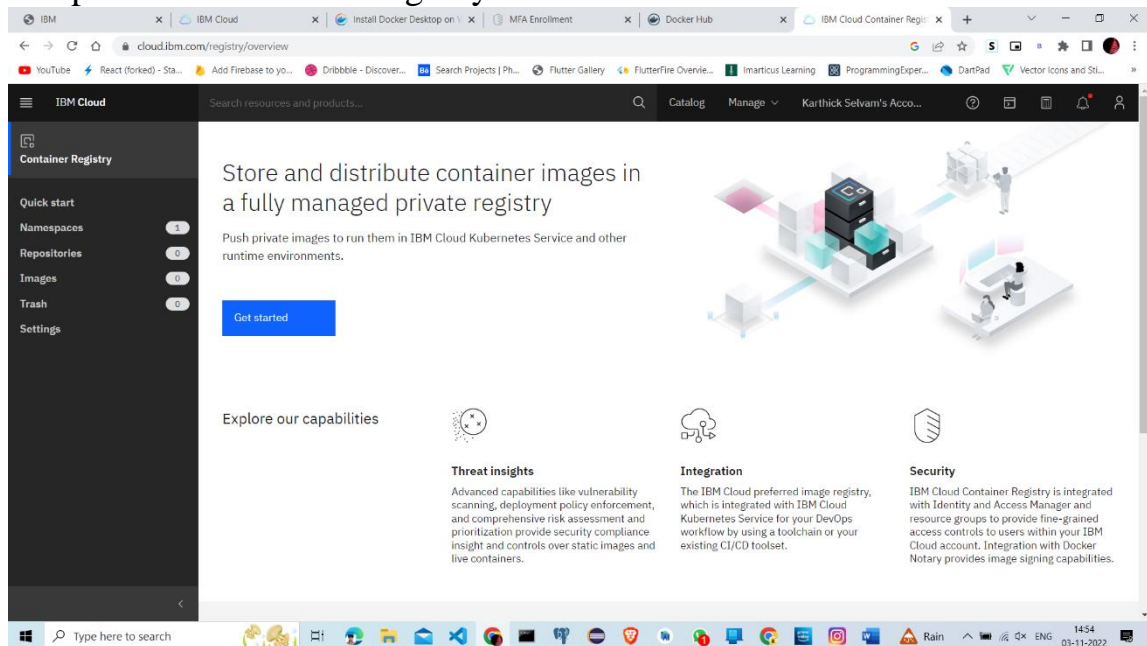 IBM
IBM Cloud
Install Docker Desktop on
MFA Enrollment
Docker Hub
IBM Cloud Container Regis
cloud.ibm.com/registry/overview
YouTube
React (forked) - Sta...
Add Firebase to yo...
Dribbble - Discover...
Search Projects | Ph...
Flutter Gallery
FlutterFire Overvie...
Imarticus Learning
ProgrammingExper...
DartPad
Vector Icons and Sti...
IBM Cloud
Search resources and products...
Catalog
Manage
Karthick Selvam's Acco...
Container Registry
Quick start
Namespaces 1
Repositories 0
Images 0
Trash 0
Settings
Store and distribute container images in
a fully managed private registry
Push private images to run them in IBM Cloud Kubernetes Service and other
runtime environments.
Get started
Explore our capabilities
Threat insights
Advanced capabilities like vulnerability
scanning, deployment policy enforcement,
and comprehensive risk assessment and
prioritization provide security compliance
insight and controls over static images and
live containers.
Integration
The IBM Cloud preferred image registry,
which is integrated with IBM Cloud
Kubernetes Service for your DevOps
workflow by using a toolchain or your
existing CI/CD toolset.
Security
IBM Cloud Container Registry is integrated
with Identity and Access Manager and
resource groups to provide fine-grained
access controls to users within your IBM
Cloud account. Integration with Docker
Notary provides image signing capabilities.
Type here to search
Rain
ENG
14:54
03-11-2022